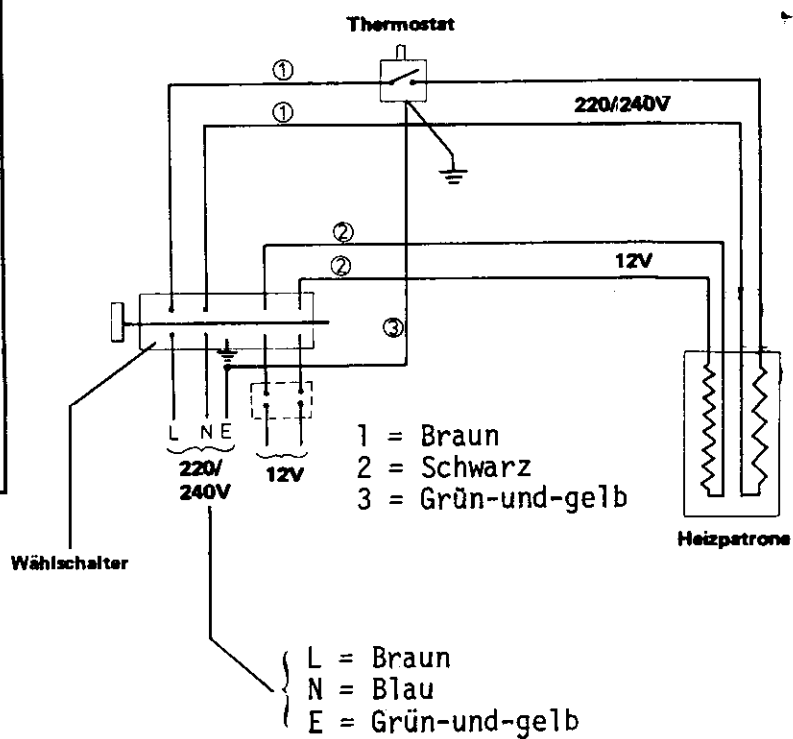 Thermostat
①
①
220/240V
②
②
12V
③
L N E
220/
240V
12V
1 = Braun
2 = Schwarz
3 = Grün-und-gelb
Wählschalter
Heizpatrone
L = Braun
N = Blau
E = Grün-und-gelb